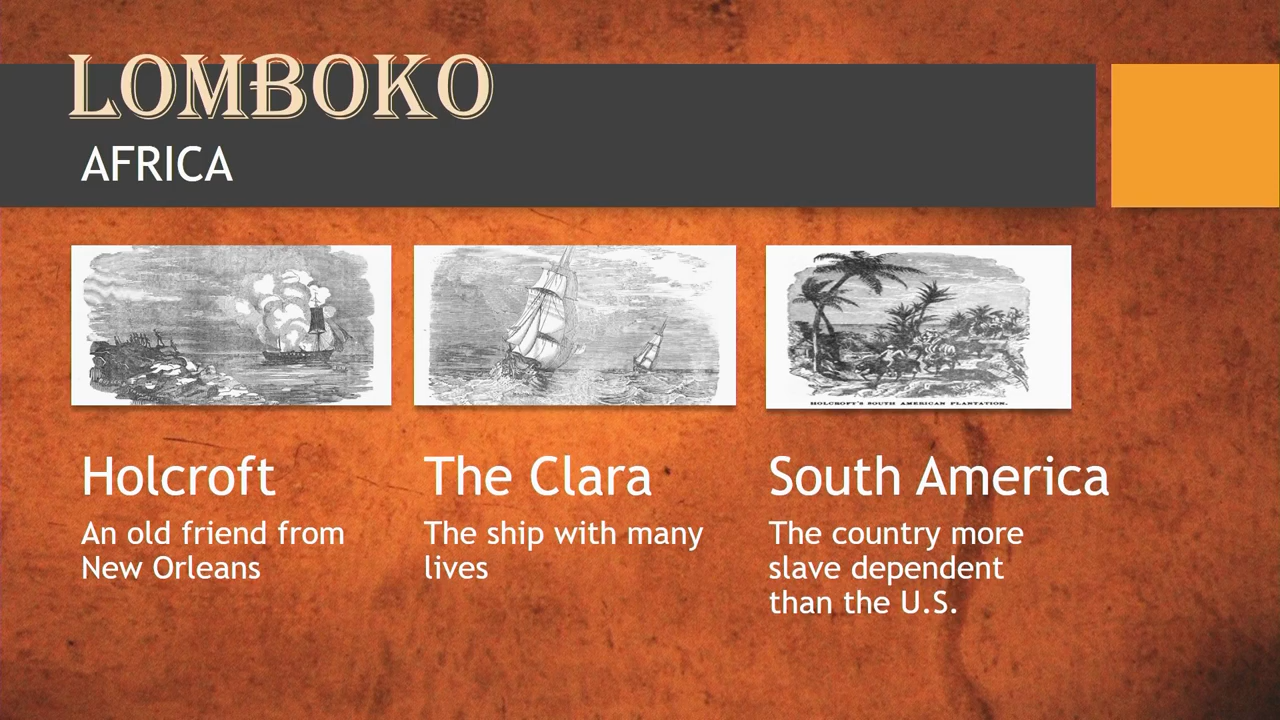 LOMBOKO
AFRICA
HOLCROFT'S SOUTH AMERICAN PLANTATION.
Holcroft
An old friend from
New Orleans
The Clara
The ship with many
lives
South America
The country more
slave dependent
than the U.S.